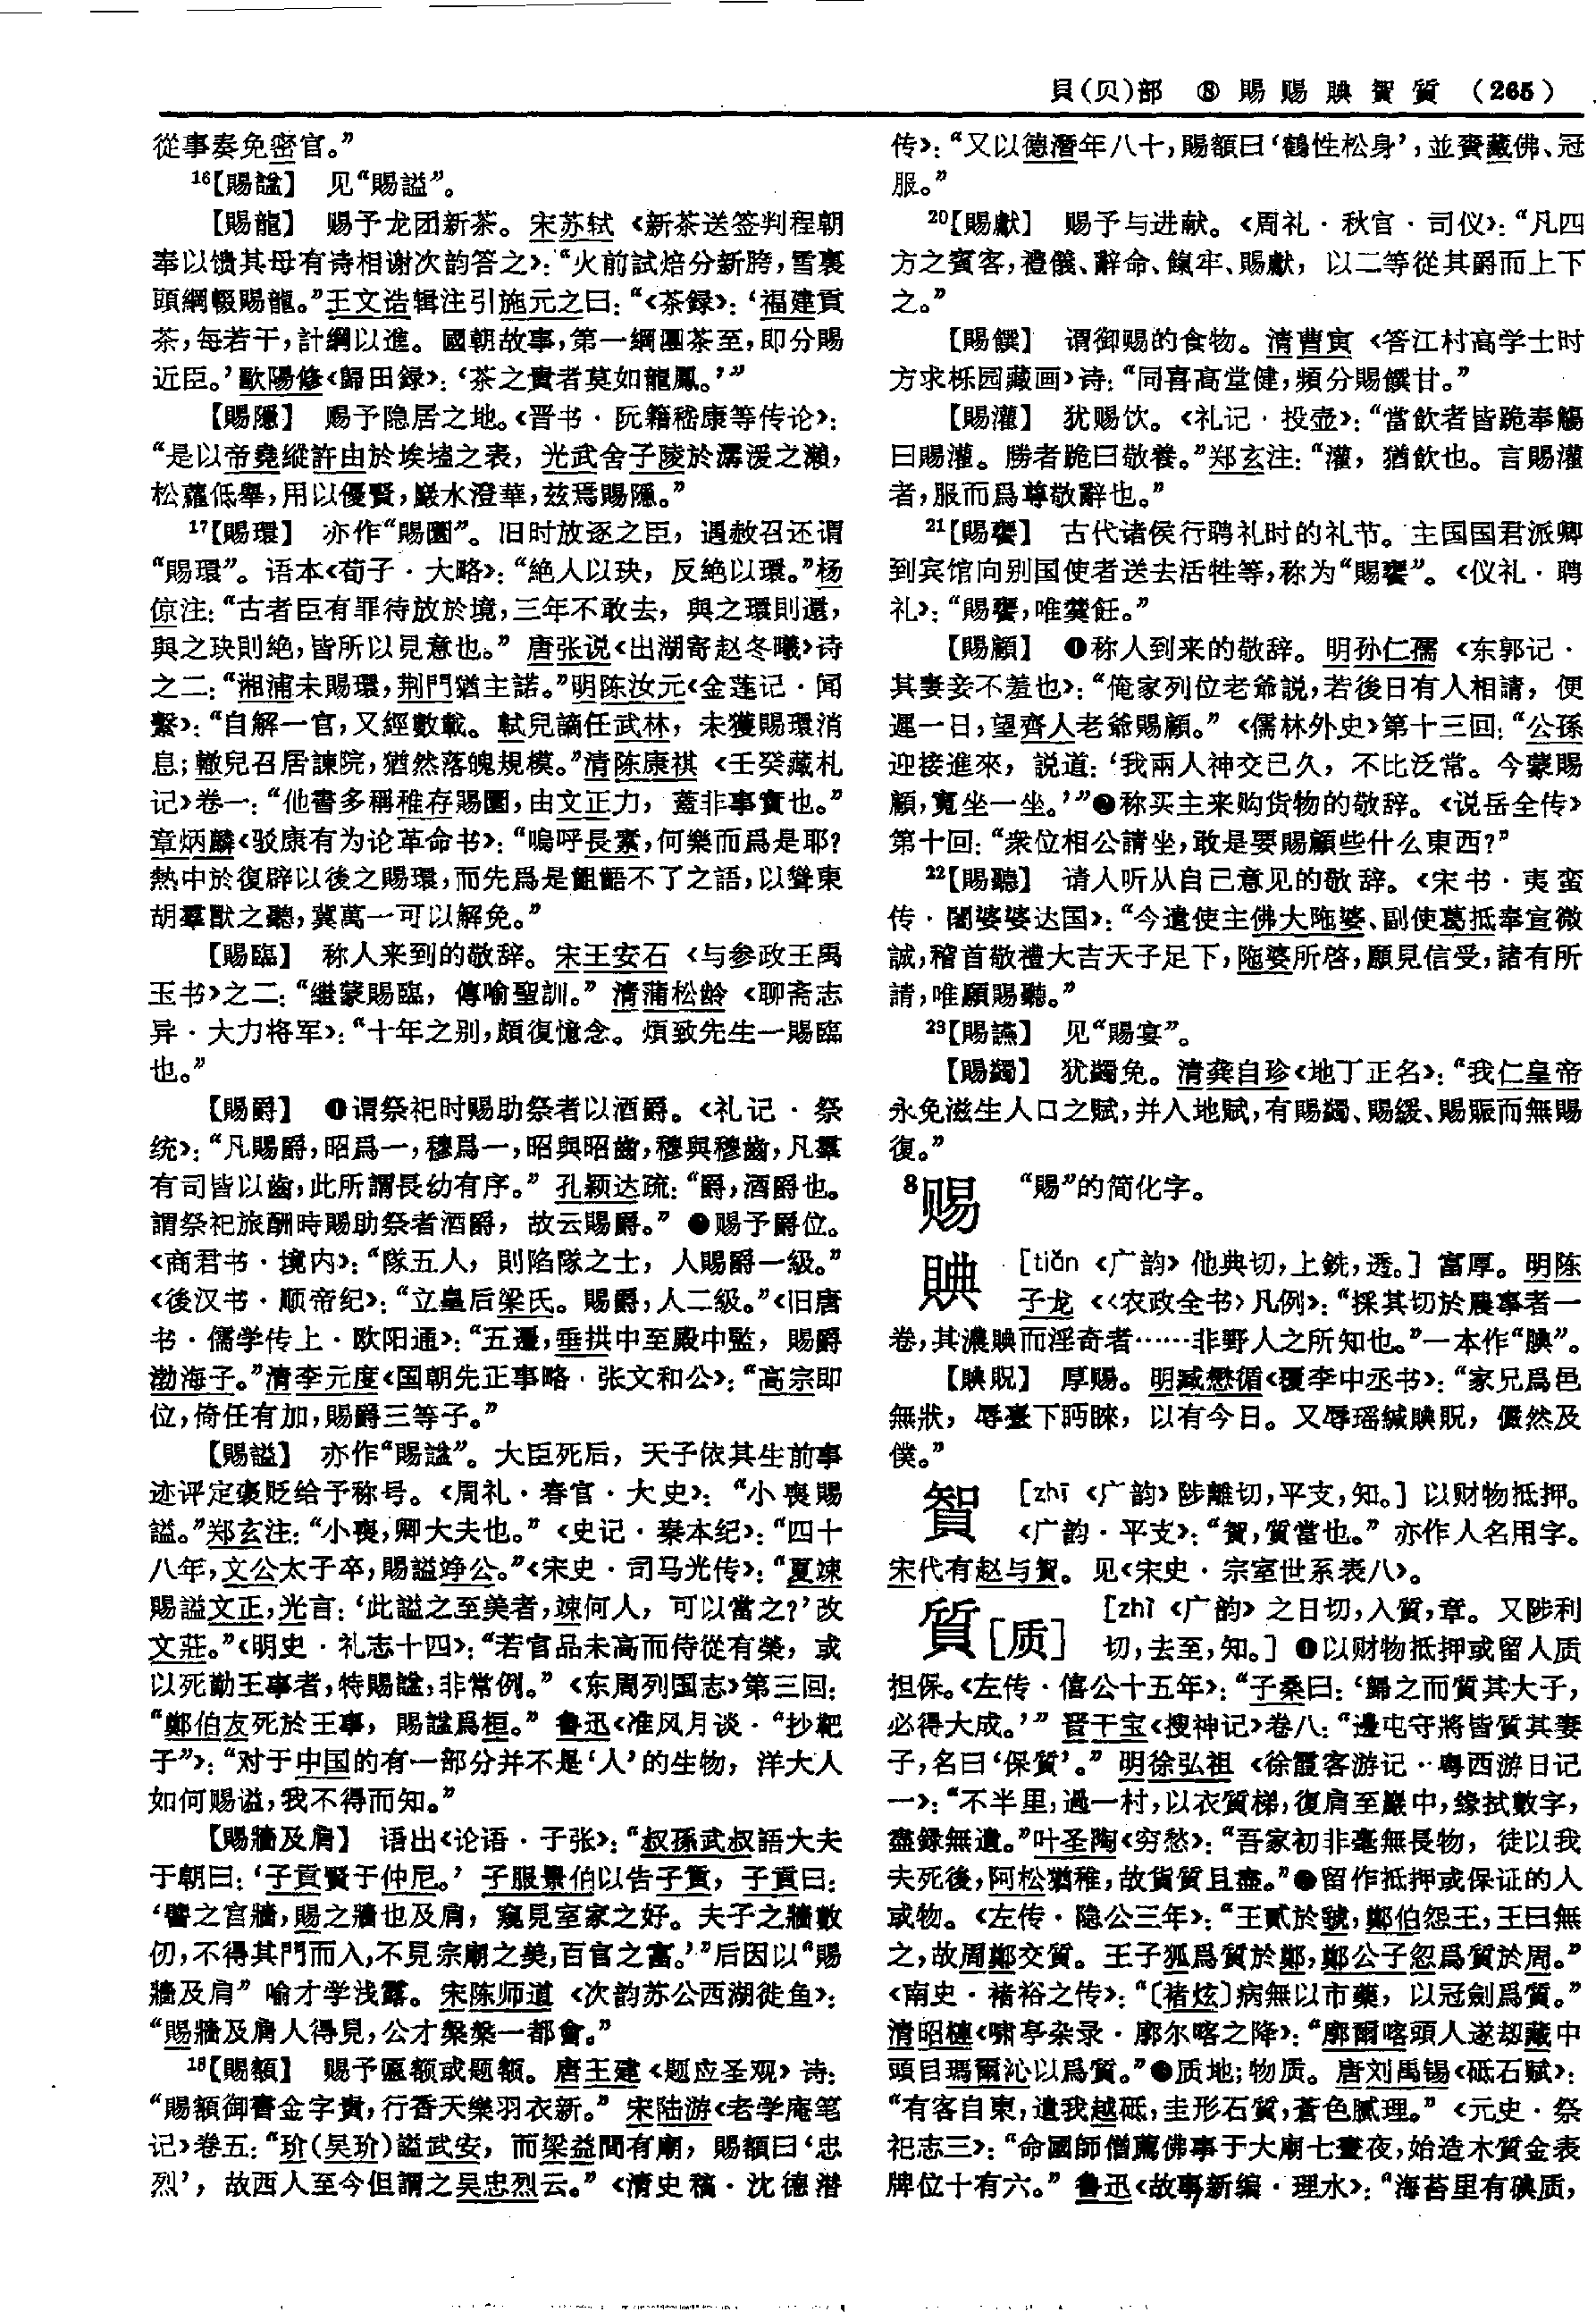 貝(贝)部 ⑧ 賜 赐 賟 賀 質 (265)
從事奏免密官。”
16【賜諡】 见“賜謚”。
【賜龍】 赐予龙团新茶。宋苏轼《新茶送签判程朝
奉以馈其母有诗相谢次韵答之》：“火前試焙分新胯，雪裏
頭綱輟賜龍。”王文诰辑注引施元之曰：“《茶録》：‘福建貢
茶，每若干，計綱以進。國朝故事，第一綱團茶至，即分賜
近臣。’歐陽修《歸田録》：‘茶之貴者莫如龍鳳。’”
【賜隱】 赐予隐居之地。《晋书·阮籍嵇康等传论》：
“是以帝堯縱許由於埃壒之表，光武舍子陵於潺湲之瀨，
松蘿低舉，用以優賢，巖水澄華，茲焉賜隱。”
17【賜環】 亦作“賜圜”。旧时放逐之臣，遇赦召还谓
“賜環”。语本《荀子·大略》：“絶人以玦，反絶以環。”杨
倞注：“古者臣有罪待放於境，三年不敢去，與之環則還，
與之玦則絶，皆所以見意也。”唐张说《出湖寄赵冬曦》诗
之二：“湘浦未賜環，荆門猶主諾。”明陈汝元《金莲记·闻
繫》：“自解一官，又經數載。軾兒謫任武林，未獲賜環消
息；轍兒召居諫院，猶然落魄規模。”清陈康祺《壬癸藏札
记》卷一：“他書多稱稚存賜圜，由文正力，蓋非事實也。”
章炳麟《驳康有为论革命书》：“嗚呼長素，何樂而爲是耶？
熱中於復辟以後之賜環，而先爲是齟齬不了之語，以聳東
胡羣獸之聽，冀萬一可以解免。”
【賜臨】 称人来到的敬辞。宋王安石《与参政王禹
玉书》之二：“繼蒙賜臨，傳喻聖訓。”清蒲松龄《聊斋志
异·大力将军》：“十年之别，頗復憶念。煩致先生一賜臨
也。”
【賜爵】 ❶谓祭祀时赐助祭者以酒爵。《礼记·祭
统》：“凡賜爵，昭爲一，穆爲一，昭與昭齒，穆與穆齒，凡羣
有司皆以齒，此所謂長幼有序。”孔颖达疏：“爵，酒爵也。
謂祭祀旅酬時賜助祭者酒爵，故云賜爵。”❷赐予爵位。
《商君书·境内》：“隊五人，則陷隊之士，人賜爵一級。”
《後汉书·顺帝纪》：“立皇后梁氏。賜爵，人二級。”《旧唐
书·儒学传上·欧阳通》：“五遷，垂拱中至殿中監，賜爵
渤海子。”清李元度《国朝先正事略·张文和公》：“高宗即
位，倚任有加，賜爵三等子。”
【賜謚】 亦作“賜諡”。大臣死后，天子依其生前事
迹评定褒贬给予称号。《周礼·春官·大史》：“小喪賜
謚。”郑玄注：“小喪，卿大夫也。”《史记·秦本纪》：“四十
八年，文公太子卒，賜謚竫公。”《宋史·司马光传》：“夏竦
賜謚文正，光言：‘此謚之至美者，竦何人，可以當之？’改
文莊。”《明史·礼志十四》：“若官品未高而侍從有榮，或
以死勤王事者，特賜諡，非常例。”《东周列国志》第三回：
“鄭伯友死於王事，賜諡爲桓。”鲁迅《准风月谈·“抄靶
子”》：“对于中国的有一部分并不是‘人’的生物，洋大人
如何赐谥，我不得而知。”
【賜牆及肩】 语出《论语·子张》：“叔孫武叔語大夫
于朝曰：‘子貢賢于仲尼。’子服景伯以告子貢，子貢曰：
‘譬之宫牆，賜之牆也及肩，窺見室家之好。夫子之牆數
仞，不得其門而入，不見宗廟之美，百官之富。’”后因以“賜
牆及肩”喻才学浅露。宋陈师道《次韵苏公西湖徙鱼》：
“賜牆及肩人得見，公才槃槃一都會。”
18【賜額】 赐予匾额或题额。唐王建《题应圣观》诗：
“賜額御書金字貴，行香天樂羽衣新。”宋陆游《老学庵笔
记》卷五：“玠(吴玠)謚武安，而梁益間有廟，賜額曰‘忠
烈’，故西人至今但謂之吴忠烈云。”《清史稿·沈德潜
传》：“又以德潛年八十，賜額曰‘鶴性松身’，並賚藏佛、冠
服。”
20【賜獻】 赐予与进献。《周礼·秋官·司仪》：“凡四
方之賓客，禮儀、辭命、餼牢、賜獻，以二等從其爵而上下
之。”
【賜饌】 谓御赐的食物。清曹寅《答江村高学士时
方求栎园藏画》诗：“同喜高堂健，頻分賜饌甘。”
【賜灌】 犹赐饮。《礼记·投壶》：“當飲者皆跪奉觴
曰賜灌。勝者跪曰敬養。”郑玄注：“灌，猶飲也。言賜灌
者，服而爲尊敬辭也。”
21【賜饔】 古代诸侯行聘礼时的礼节。主国国君派卿
到宾馆向别国使者送去活牲等，称为“賜饔”。《仪礼·聘
礼》：“賜饔，唯羹飪。”
【賜顧】 ❶称人到来的敬辞。明孙仁孺《东郭记·
其妻妾不羞也》：“俺家列位老爺説，若後日有人相請，便
遲一日，望齊人老爺賜顧。”《儒林外史》第十三回：“公孫
迎接進來，説道：‘我兩人神交已久，不比泛常。今蒙賜
顧，寬坐一坐。’”❷称买主来购货物的敬辞。《说岳全传》
第十回：“衆位相公請坐，敢是要賜顧些什么東西？”
22【賜聽】 请人听从自己意见的敬辞。《宋书·夷蛮
传·闍婆婆达国》：“今遣使主佛大陁婆、副使葛抵奉宣微
誠，稽首敬禮大吉天子足下，陁婆所啓，願見信受，諸有所
請，唯願賜聽。”
23【賜讌】 见“賜宴”。
【賜蠲】 犹蠲免。清龚自珍《地丁正名》：“我仁皇帝
永免滋生人口之賦，并入地賦，有賜蠲、賜緩、賜賑而無賜
復。”
8赐 “賜”的简化字。
賟 [tiǎn 《广韵》他典切，上銑，透。] 富厚。明陈
子龙《〈农政全书〉凡例》：“採其切於農事者一
卷，其濃賟而淫奇者……非野人之所知也。”一本作“腆”。
【賟貺】 厚赐。明臧懋循《覆李中丞书》：“家兄爲邑
無狀，辱臺下眄睞，以有今日。又辱瑶緘賟貺，儼然及
僕。”
䝷 [zhī 《广韵》陟離切，平支，知。] 以财物抵押。
《广韵·平支》：“䝷，質當也。”亦作人名用字。
宋代有赵与䝷。见《宋史·宗室世系表八》。
質[质] [zhì 《广韵》之日切，入質，章。又陟利
切，去至，知。] ❶以财物抵押或留人质
担保。《左传·僖公十五年》：“子桑曰：‘歸之而質其大子，
必得大成。’”晋干宝《搜神记》卷八：“邊屯守將皆質其妻
子，名曰‘保質’。”明徐弘祖《徐霞客游记·粤西游日记
一》：“不半里，過一村，以衣質梯，復肩至巖中，緣拭數字，
盡録無遺。”叶圣陶《穷愁》：“吾家初非毫無長物，徒以我
夫死後，阿松猶稚，故貨質且盡。”❷留作抵押或保证的人
或物。《左传·隐公三年》：“王貳於虢，鄭伯怨王，王曰無
之，故周鄭交質。王子狐爲質於鄭，鄭公子忽爲質於周。”
《南史·褚裕之传》：“〔褚炫〕病無以市藥，以冠劍爲質。”
清昭槤《啸亭杂录·廓尔喀之降》：“廓爾喀頭人遂刼藏中
頭目瑪爾沁以爲質。”❸质地；物质。唐刘禹锡《砥石赋》：
“有客自東，遺我越砥，圭形石質，蒼色膩理。”《元史·祭
祀志三》：“命國師僧薦佛事于大廟七晝夜，始造木質金表
牌位十有六。”鲁迅《故事新编·理水》：“海苔里有碘质，